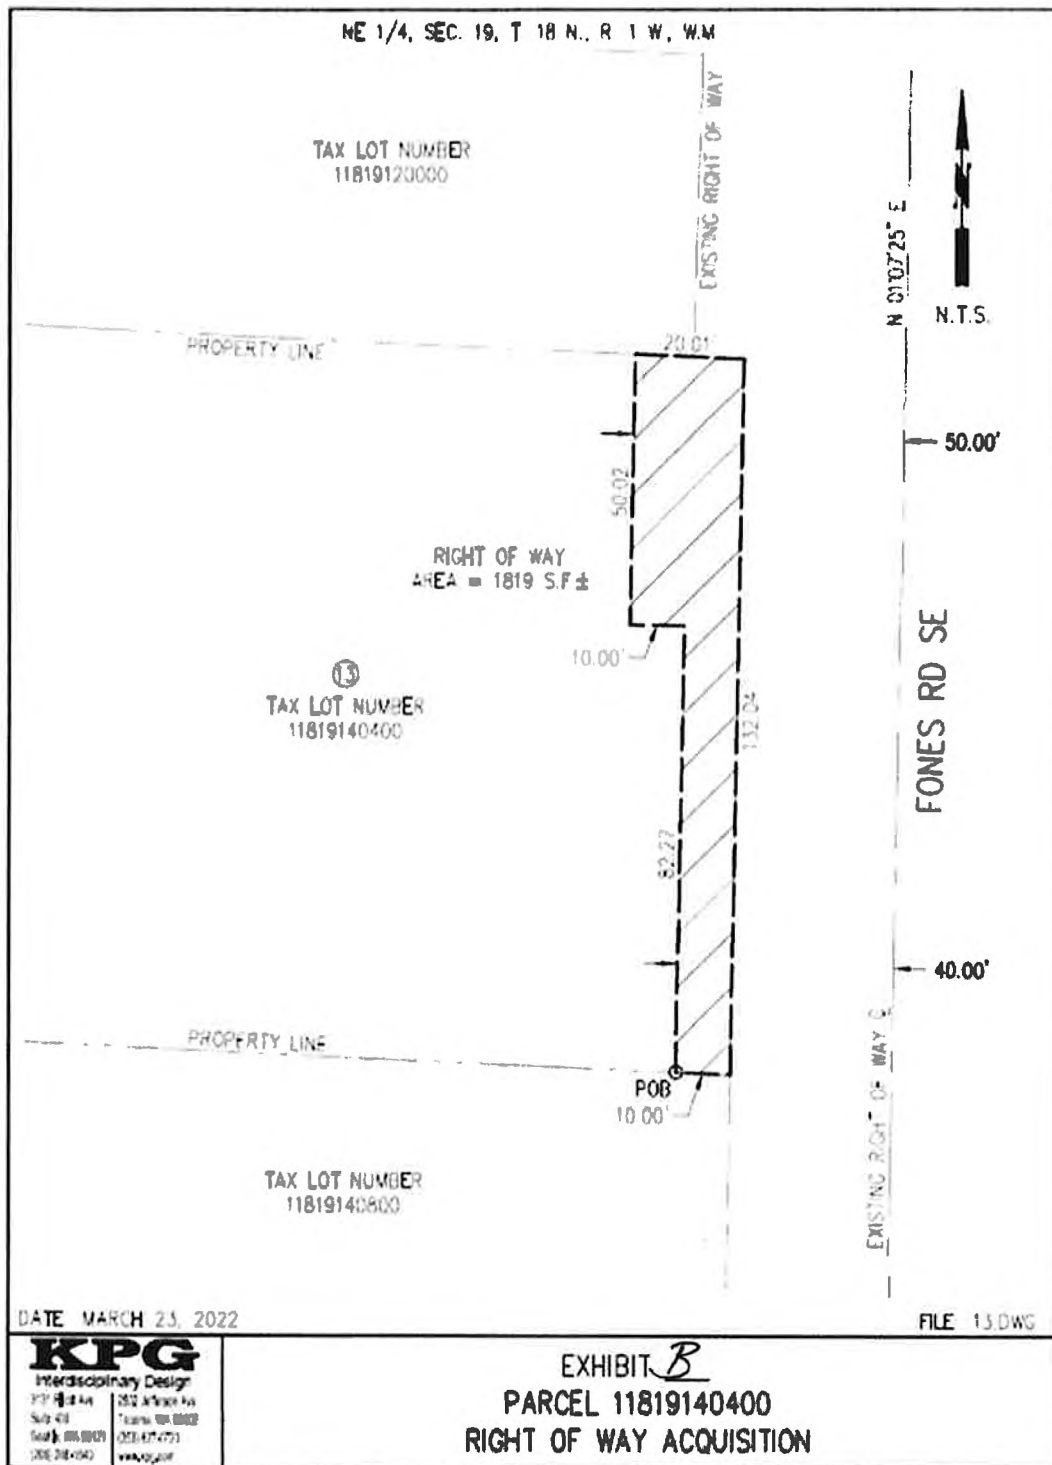 NE 1/4, SEC. 19, T 18 N., R 1 W, W.M
EXISTING RIGHT OF WAY
TAX LOT NUMBER
11819120000
N 01°07'25" E
N
N.T.S.
PROPERTY LINE
20.01'
50.00'
50.02
RIGHT OF WAY
AREA = 1819 S.F±
10.00'
13
TAX LOT NUMBER
11819140400
132.04
FONES RD SE
82.27
40.00'
PROPERTY LINE
POB
10.00'
EXISTING RIGHT OF WAY
TAX LOT NUMBER
11819140800
DATE MARCH 23, 2022
FILE 13.DWG
KPG
Interdisciplinary Design
Tacoma
www.kpg.com
EXHIBIT B
PARCEL 11819140400
RIGHT OF WAY ACQUISITION